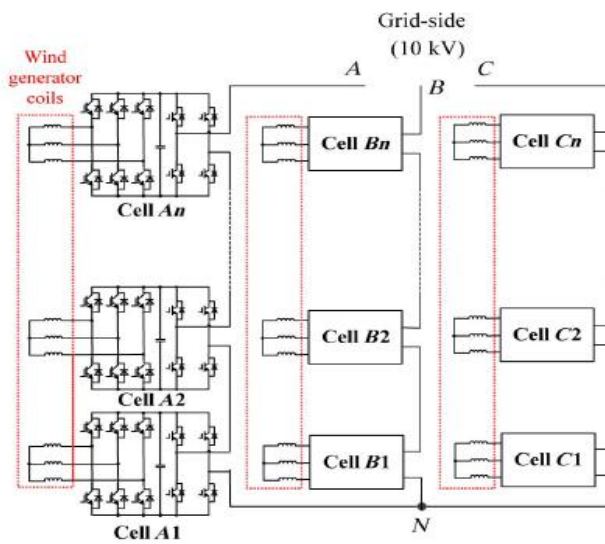 Grid-side
(10 kV)
Wind
generator
coils
A
B
C
Cell An
Cell Bn
Cell Cn
Cell A2
Cell B2
Cell C2
Cell A1
Cell B1
Cell C1
N